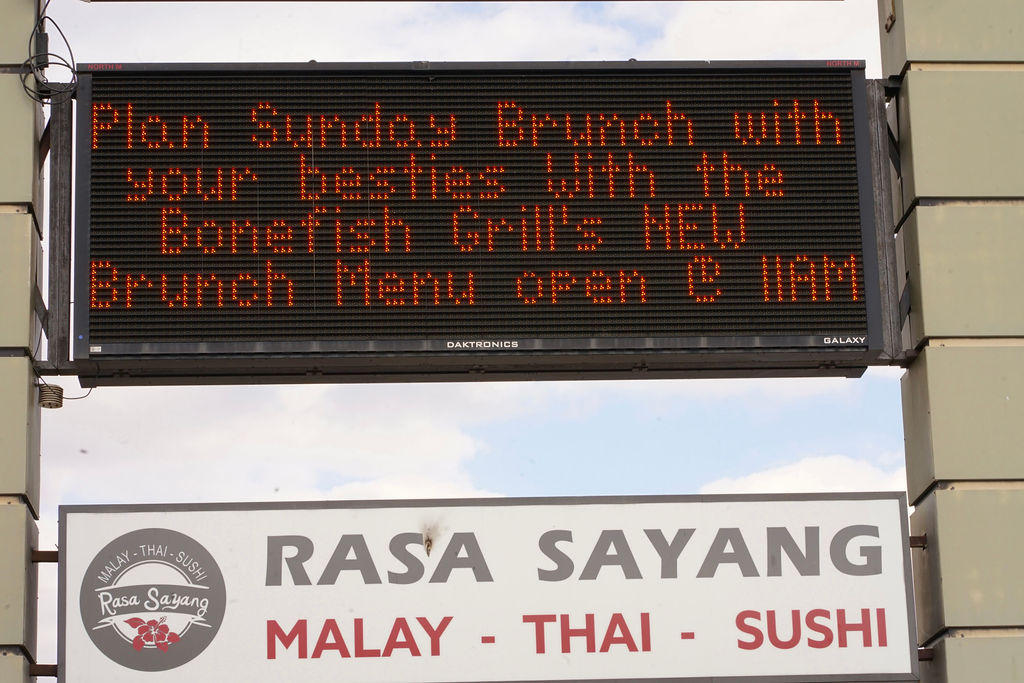 NORTH M
NORTH M
Plan Sunday Brunch with
your besties With the
Bonefish Grill's NEW
Brunch Menu open @ 11AM
DAKTRONICS
GALAXY
MALAY - THAI - SUSHI
Rasa Sayang
RASA SAYANG
MALAY - THAI - SUSHI